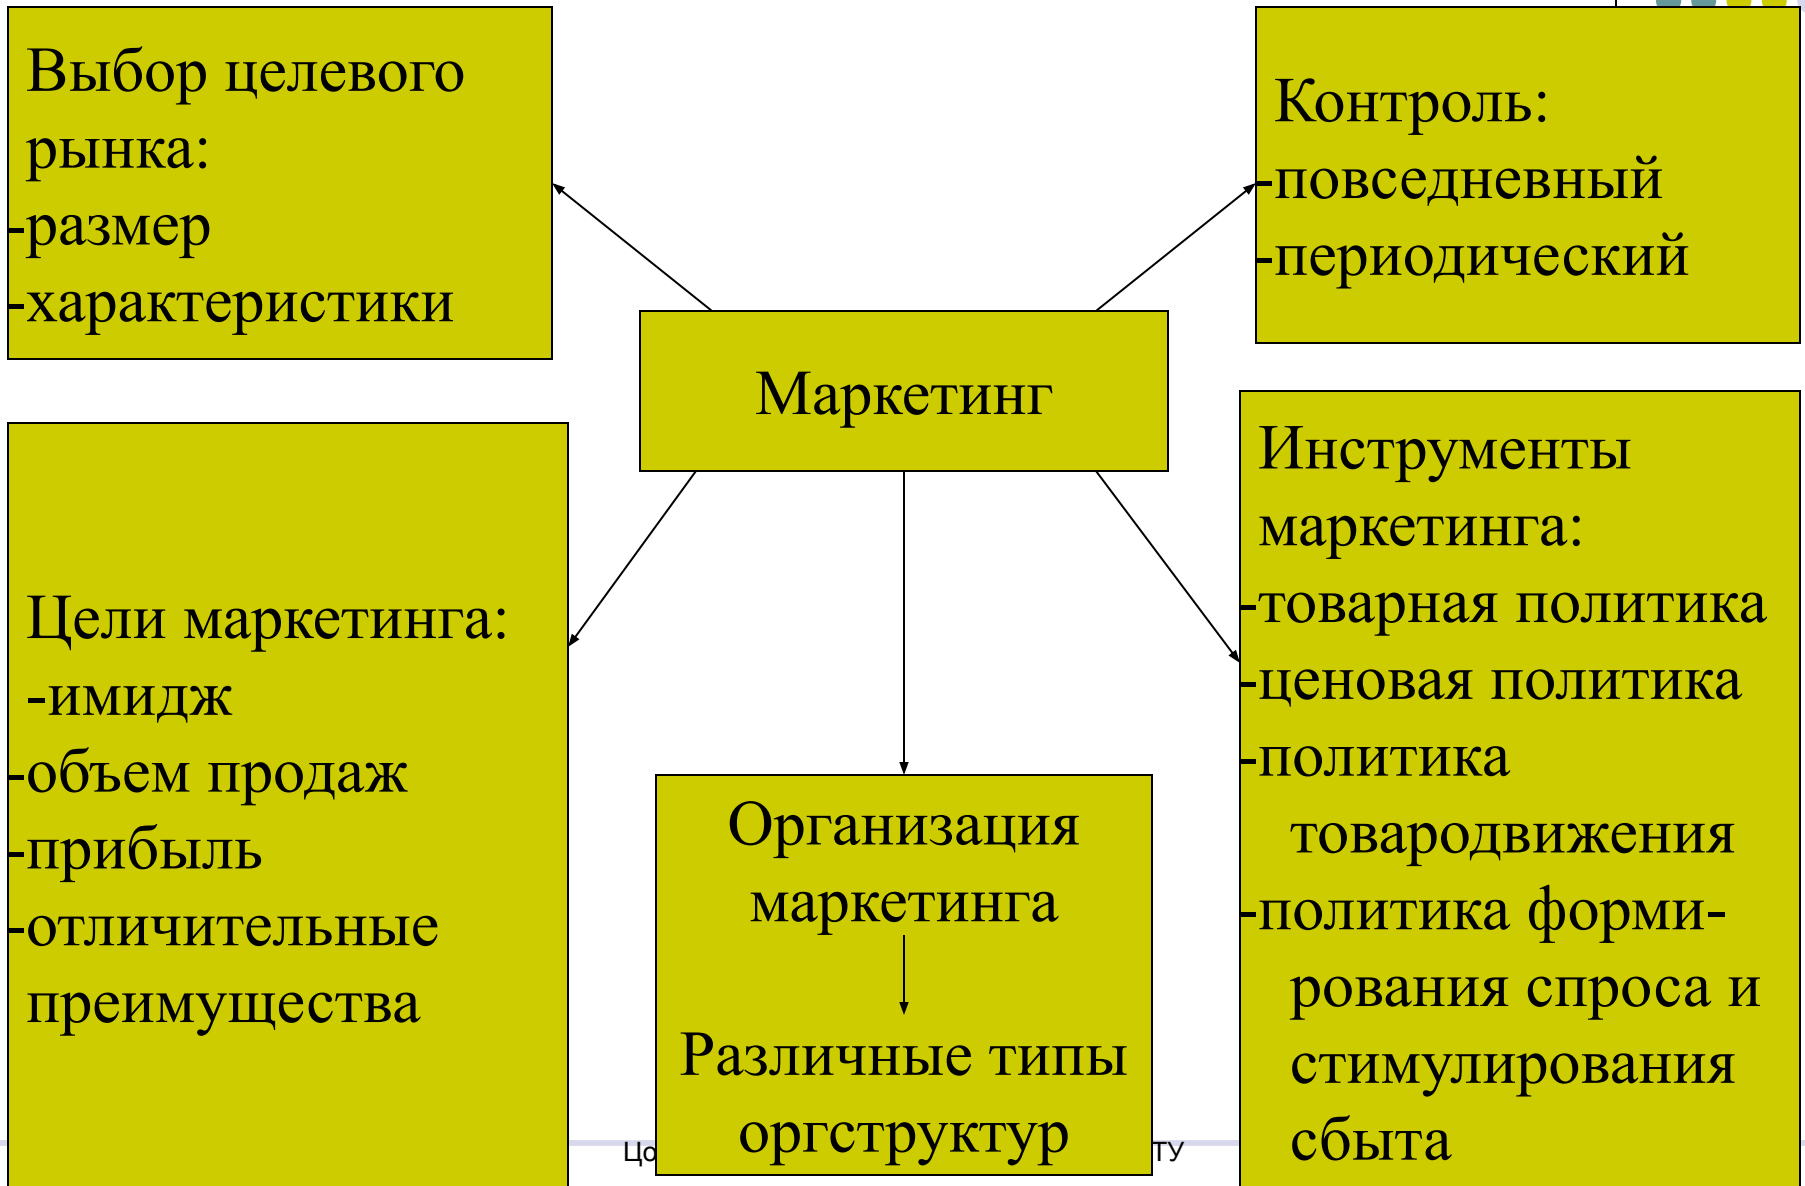 Выбор целевого
рынка:
-размер
-характеристики
Контроль:
-повседневный
-периодический
Маркетинг
Цели маркетинга:
-имидж
-объем продаж
-прибыль
-отличительные
преимущества
Организация
маркетинга
Различные типы
оргструктур
Инструменты
маркетинга:
-товарная политика
-ценовая политика
-политика
товародвижения
-политика форми-
рования спроса и
стимулирования
сбыта